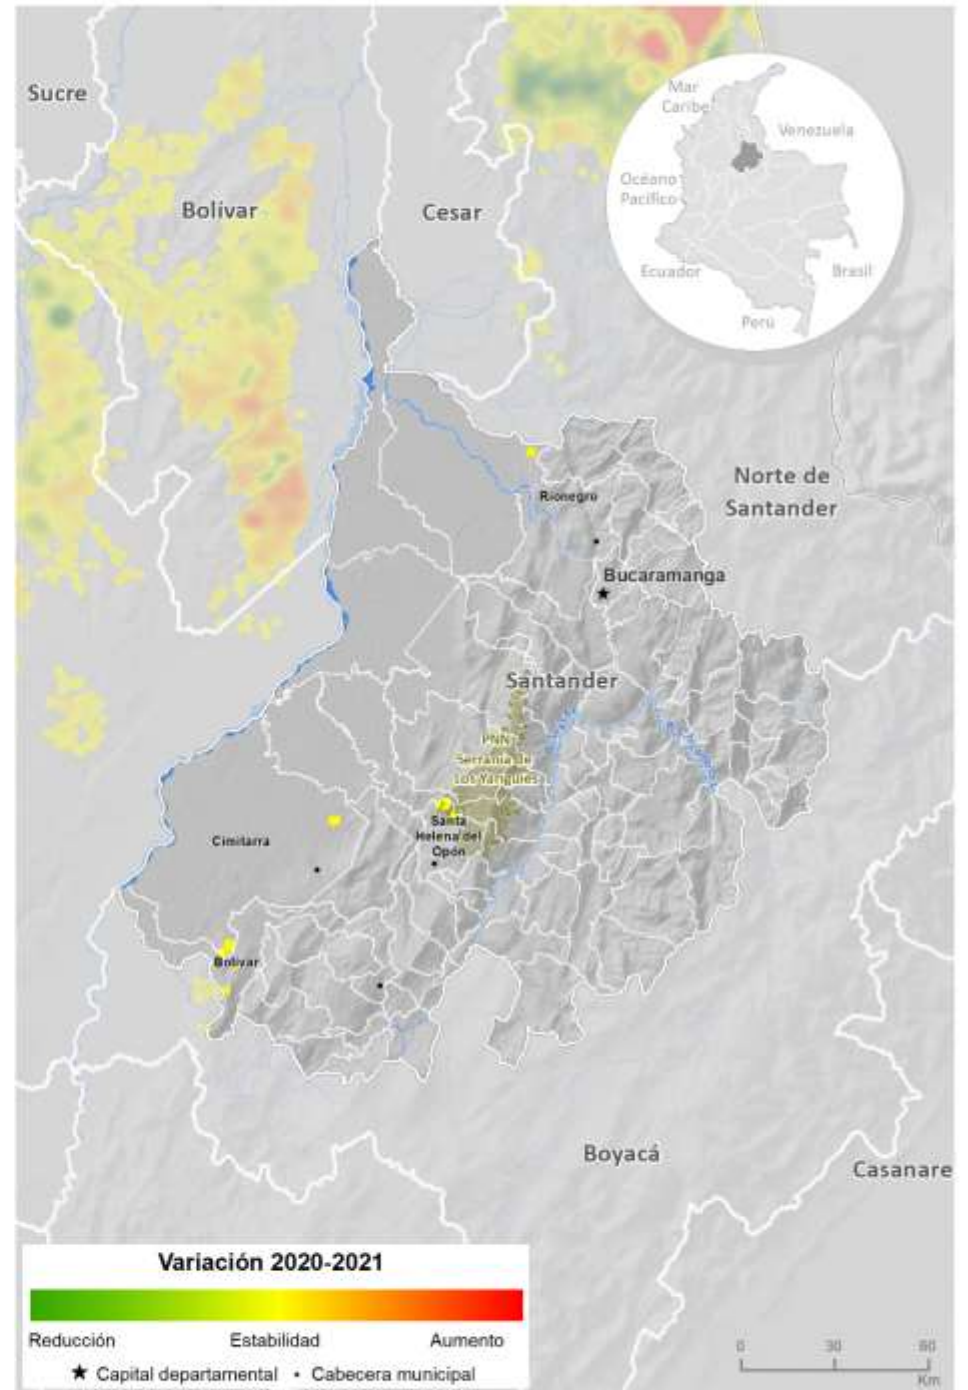 Sucre
Bolívar
Cesar
Mar
Caribe
Venezuela
Océano
Pacífico
Ecuador
Brasil
Perú
Norte de
Santander
Rionegro
Bucaramanga
Santander
PNN
Serranía de
Los Yariguíes
Santa
Helena del
Opón
Cimitarra
Bolívar
Boyacá
Casanare
Variación 2020-2021
Reducción Estabilidad Aumento
Capital departamental Cabecera municipal
0 30 60
Km